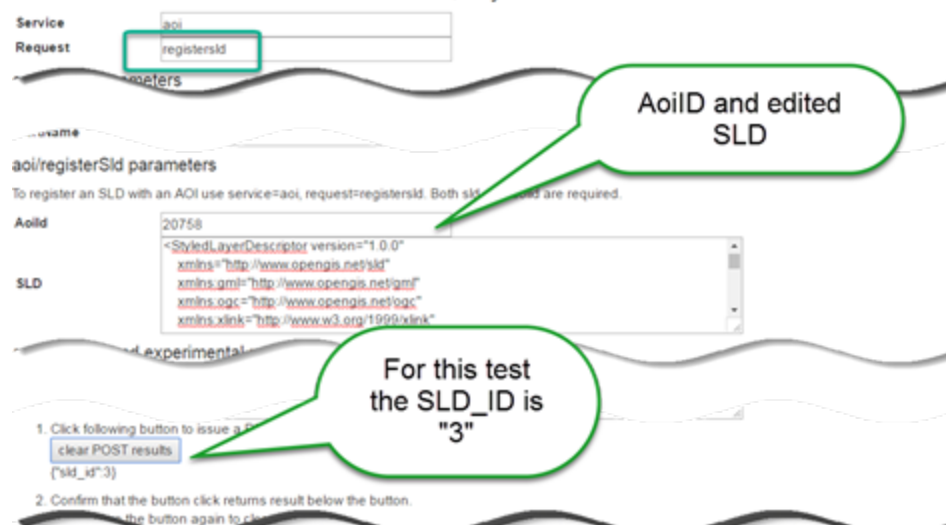 Service aoi
Request registersld
meters
AoiID and edited
SLD
aoi/registerSld parameters
To register an SLD with an AOI use service=aoi, request=registersld. Both sld are required.
AoiId 20758
<StyledLayerDescriptor version="1.0.0"
xmlns="http://www.opengis.net/sld"
SLD xmlns:gml="http://www.opengis.net/gml"
xmlns:ogc="http://www.opengis.net/ogc"
xmlns:xlink="http://www.w3.org/1999/xlink"
experimental
For this test
the SLD_ID is
"3"
1. Click following button to issue a
clear POST results
{"sld_id":3}
2. Confirm that the button click returns result below the button.
the button again to